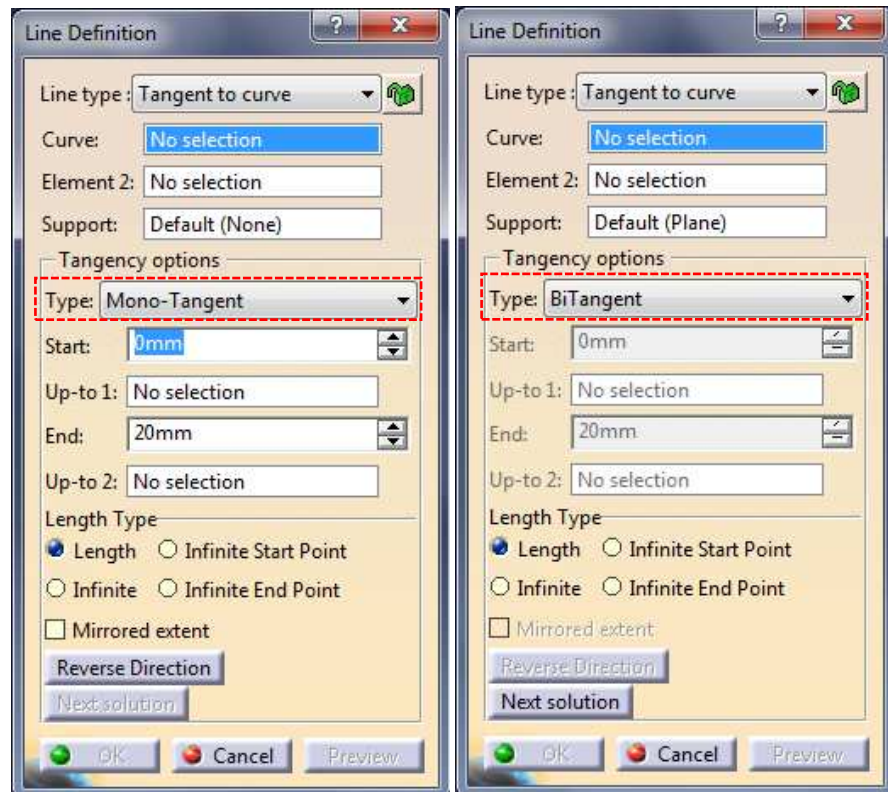 Line Definition
?
X
Line type : Tangent to curve
Curve: No selection
Element 2: No selection
Support: Default (None)
Tangency options
Type: Mono-Tangent
Start: 0mm
Up-to 1: No selection
End: 20mm
Up-to 2: No selection
Length Type
Length Infinite Start Point
Infinite Infinite End Point
Mirrored extent
Reverse Direction
Next solution
OK Cancel Preview
Line Definition
?
X
Line type : Tangent to curve
Curve: No selection
Element 2: No selection
Support: Default (Plane)
Tangency options
Type: BiTangent
Start: 0mm
Up-to 1: No selection
End: 20mm
Up-to 2: No selection
Length Type
Length Infinite Start Point
Infinite Infinite End Point
Mirrored extent
Reverse Direction
Next solution
OK Cancel Preview